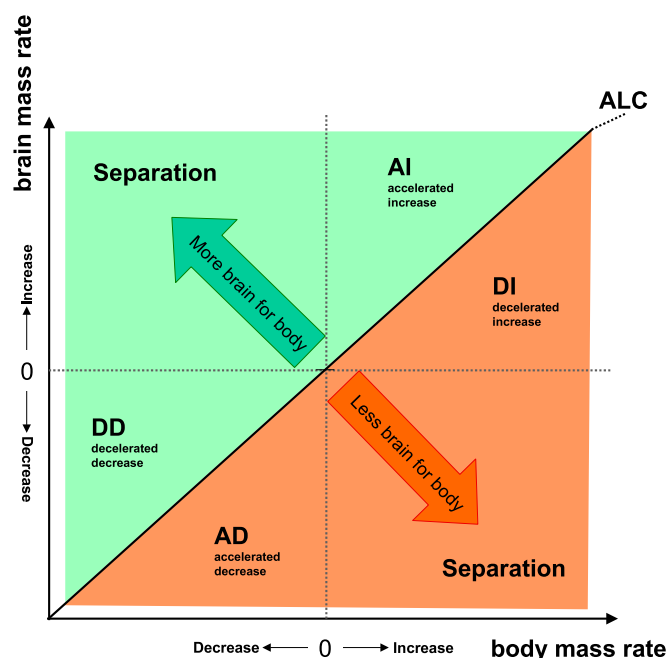 brain mass rate
ALC
Separation
AI
accelerated
increase
More brain for body
DI
decelerated
increase
Increase
0
Decrease
Less brain for body
DD
decelerated
decrease
AD
accelerated
decrease
Separation
Decrease 0 Increase
body mass rate